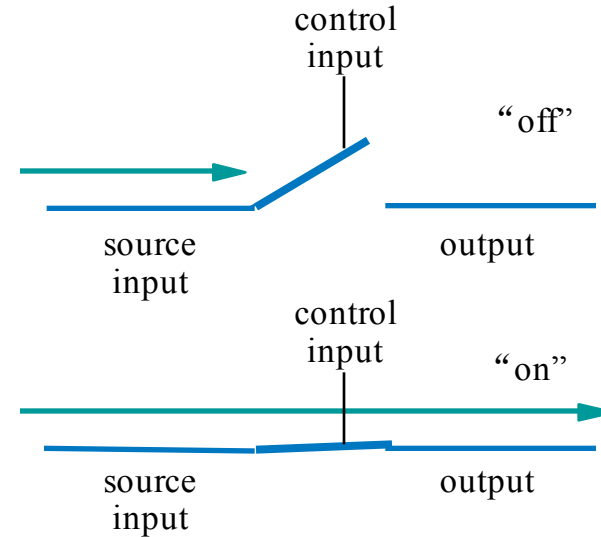 control
input
“off”
source
input
output
control
input
“on”
source
input
output